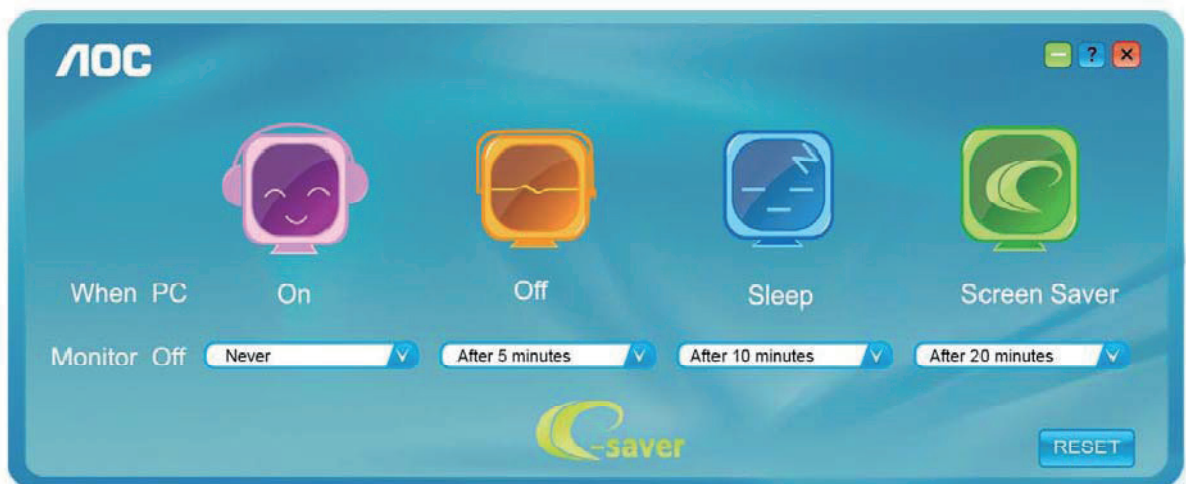 AOC
?
When PC On Off Sleep Screen Saver
Monitor Off Never After 5 minutes After 10 minutes After 20 minutes
e-saver
RESET